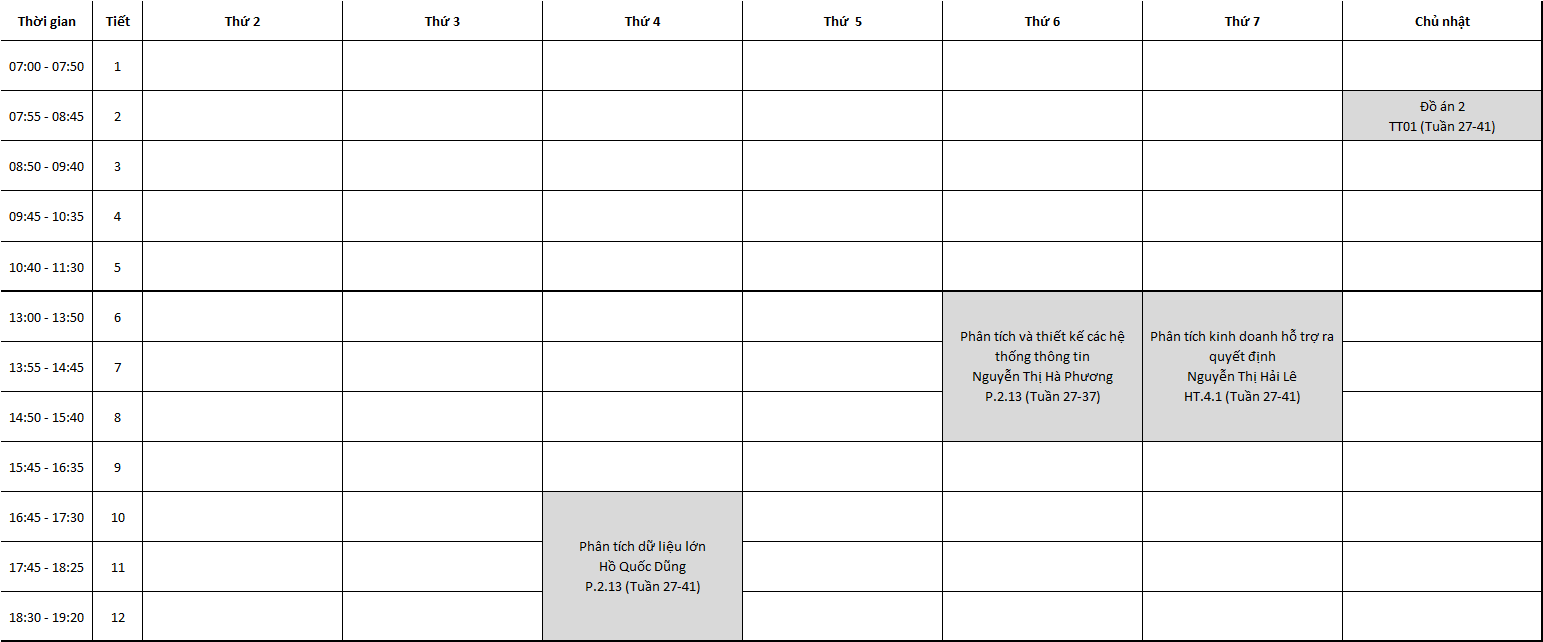 Thời gian Tiết Thứ 2 Thứ 3 Thứ 4 Thứ 5 Thứ 6 Thứ 7 Chủ nhật
07:00 - 07:50 1
07:55 - 08:45 2
Đồ án 2
TT01 (Tuần 27-41)
08:50 - 09:40 3
09:45 - 10:35 4
10:40 - 11:30 5
13:00 - 13:50 6
13:55 - 14:45 7
14:50 - 15:40 8
Phân tích và thiết kế các hệ
thống thông tin
Nguyễn Thị Hà Phương
P.2.13 (Tuần 27-37)
Phân tích kinh doanh hỗ trợ ra
quyết định
Nguyễn Thị Hải Lê
HT.4.1 (Tuần 27-41)
15:45 - 16:35 9
16:45 - 17:30 10
17:45 - 18:25 11
18:30 - 19:20 12
Phân tích dữ liệu lớn
Hồ Quốc Dũng
P.2.13 (Tuần 27-41)